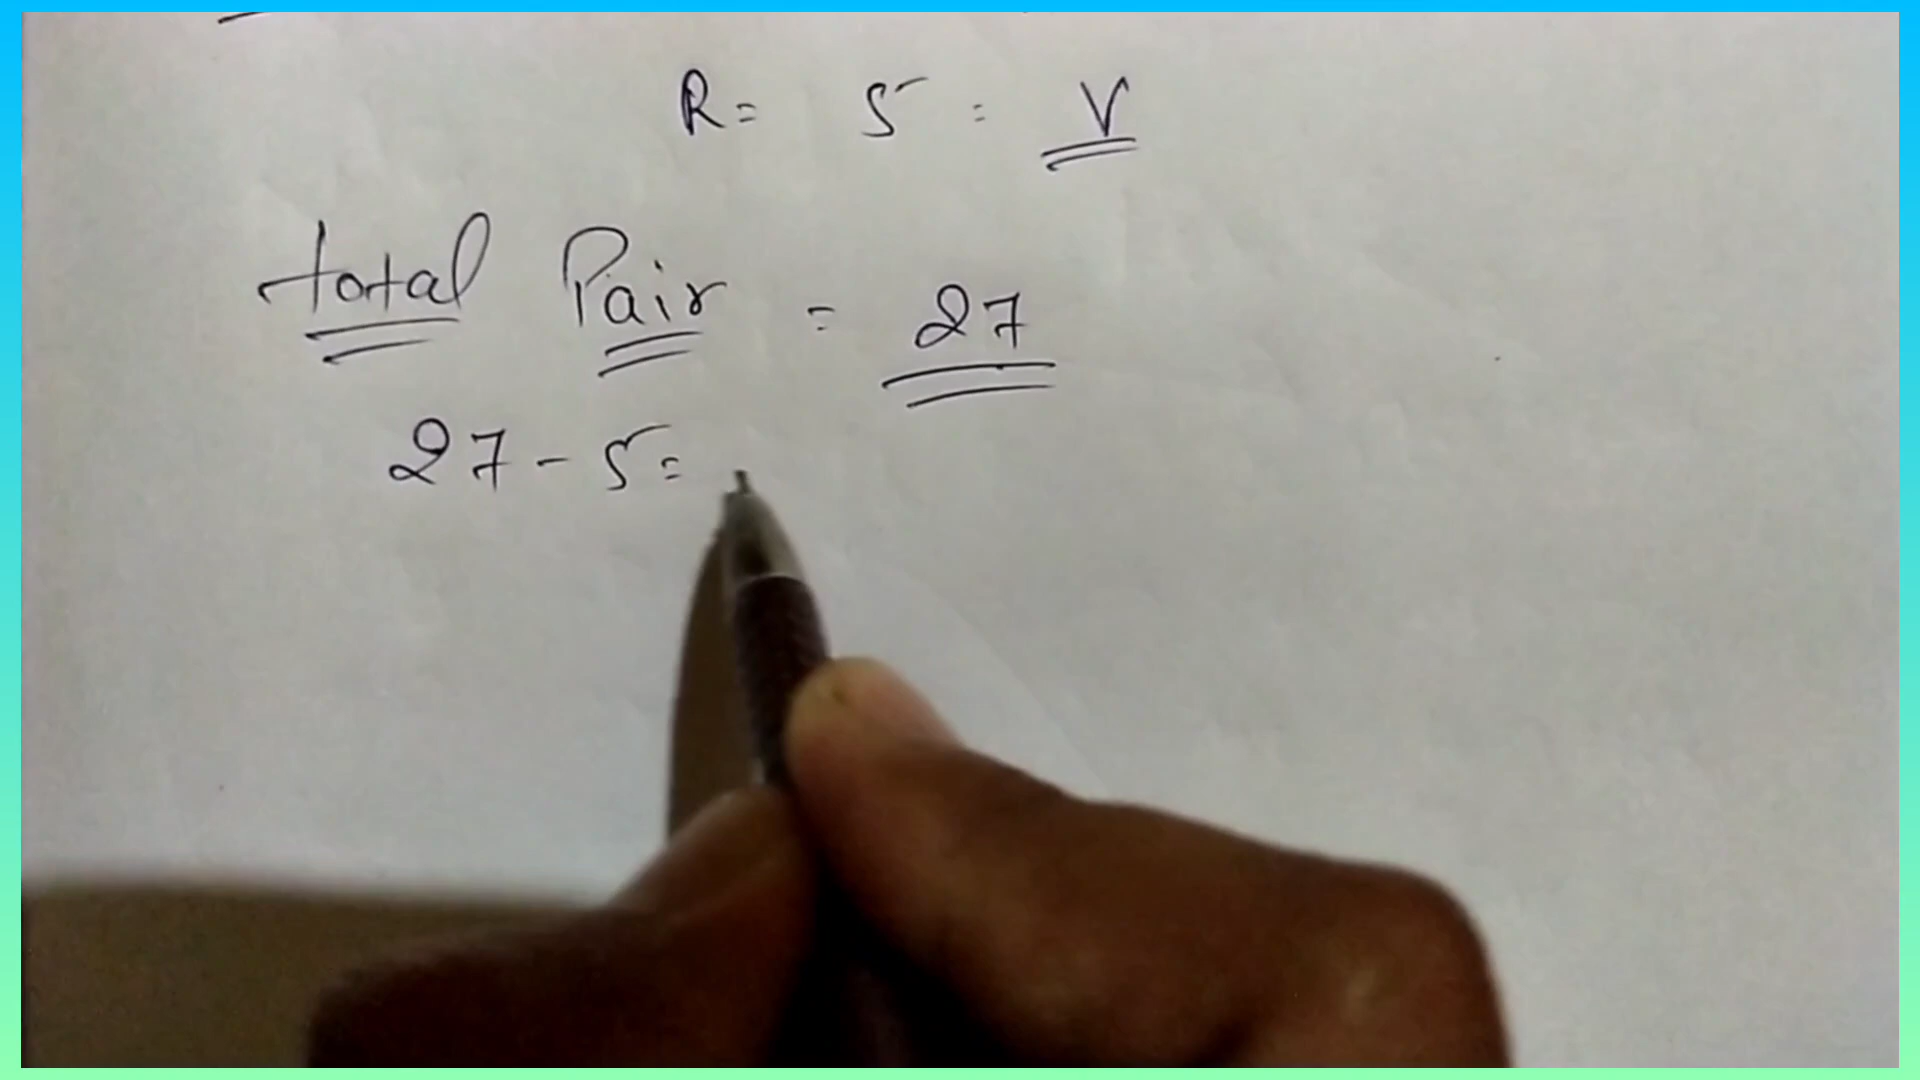 R= 5 = V
total Pair = 27
27-5=